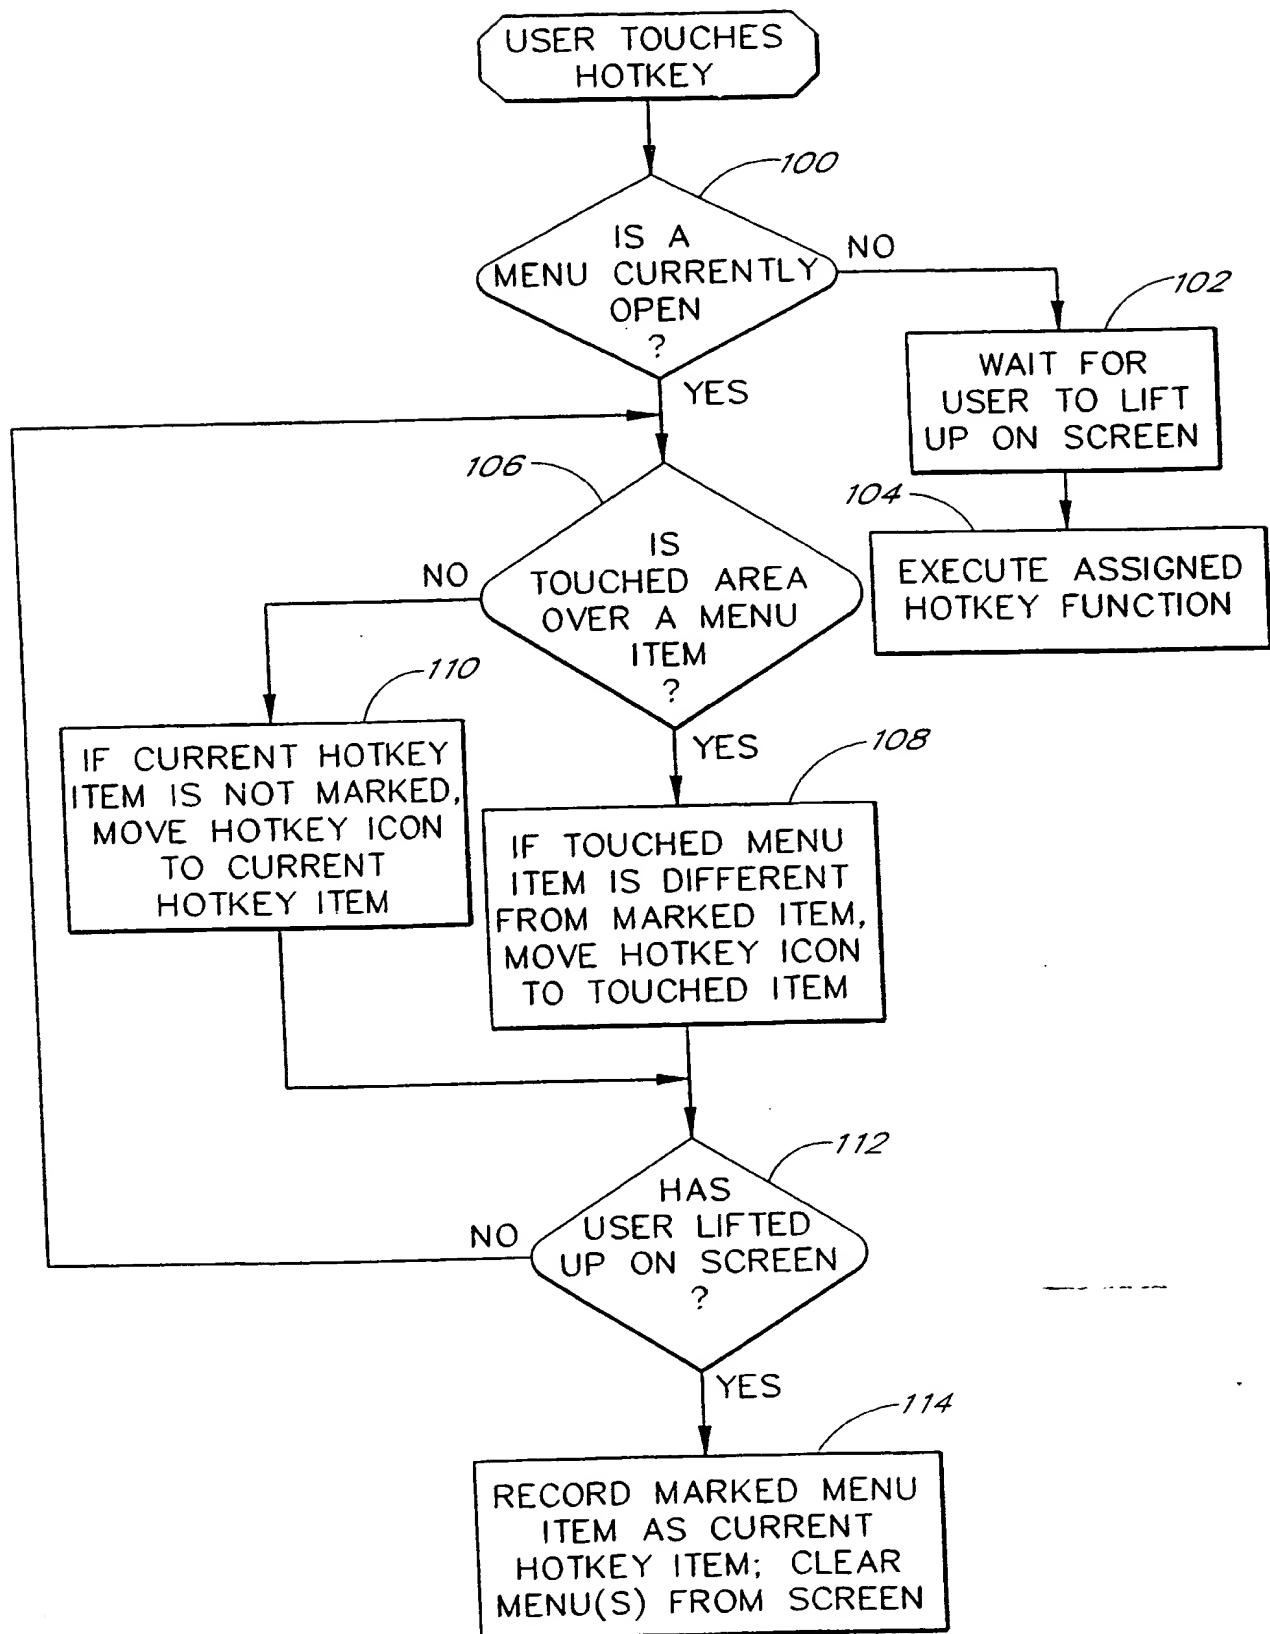 USER TOUCHES
HOTKEY
100
IS A
MENU CURRENTLY
OPEN
?
NO
YES
102
WAIT FOR
USER TO LIFT
UP ON SCREEN
104
EXECUTE ASSIGNED
HOTKEY FUNCTION
106
IS
TOUCHED AREA
OVER A MENU
ITEM
?
NO
YES
110
IF CURRENT HOTKEY
ITEM IS NOT MARKED,
MOVE HOTKEY ICON
TO CURRENT
HOTKEY ITEM
108
IF TOUCHED MENU
ITEM IS DIFFERENT
FROM MARKED ITEM,
MOVE HOTKEY ICON
TO TOUCHED ITEM
112
HAS
USER LIFTED
UP ON SCREEN
?
NO
YES
114
RECORD MARKED MENU
ITEM AS CURRENT
HOTKEY ITEM; CLEAR
MENU(S) FROM SCREEN